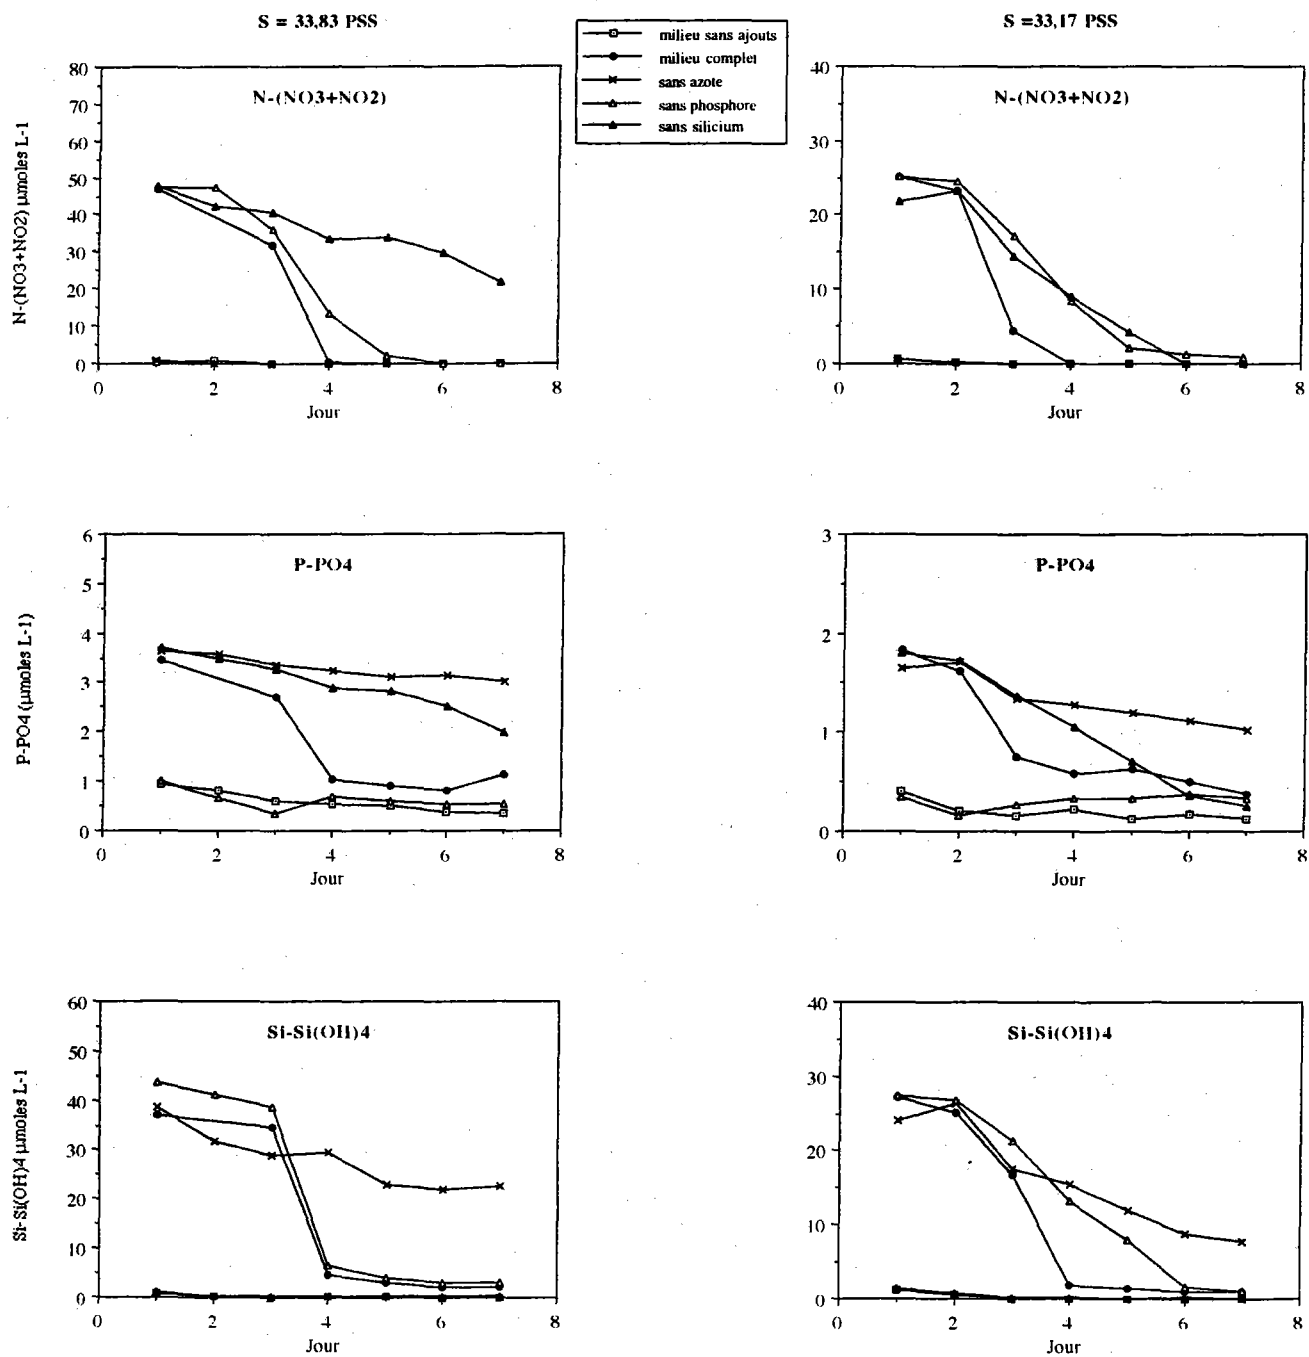 S = 33,83 PSS
S =33,17 PSS
milieu sans ajouts
milieu complet
sans azote
sans phosphore
sans silicium
N-(NO3+NO2) µmoles L-1
80
70
60
50
40
30
20
10
0
N-(NO3+NO2)
0 2 4 6 8
Jour
40
30
20
10
0
N-(NO3+NO2)
0 2 4 6 8
Jour
P-PO4 (µmoles L-1)
6
5
4
3
2
1
0
P-PO4
0 2 4 6 8
Jour
3
2
1
0
P-PO4
0 2 4 6 8
Jour
Si-Si(OH)4 µmoles L-1
60
50
40
30
20
10
0
Si-Si(OH)4
0 2 4 6 8
Jour
40
30
20
10
0
Si-Si(OH)4
0 2 4 6 8
Jour